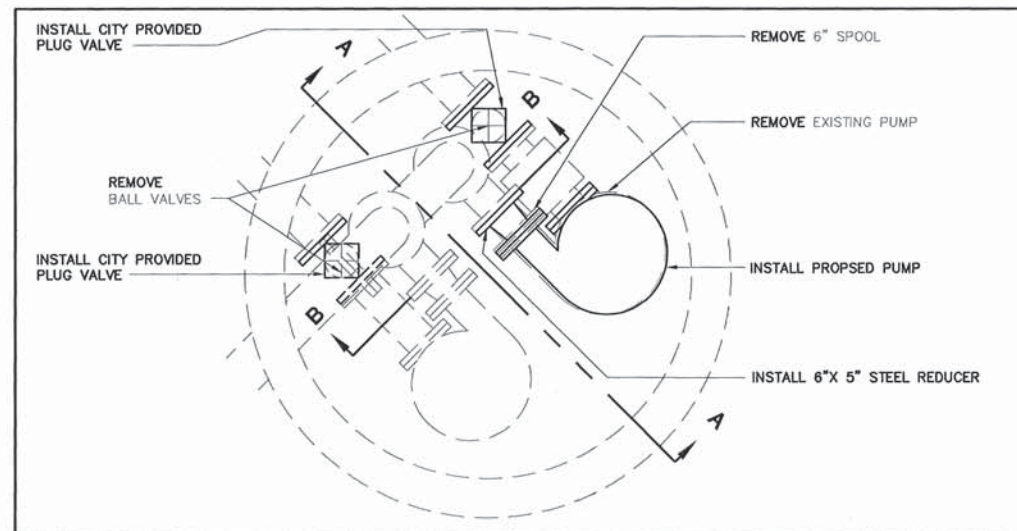 INSTALL CITY PROVIDED
PLUG VALVE
A
REMOVE 6" SPOOL
B
REMOVE EXISTING PUMP
REMOVE
BALL VALVES
INSTALL CITY PROVIDED
PLUG VALVE
INSTALL PROPSED PUMP
B
INSTALL 6"X 5" STEEL REDUCER
A